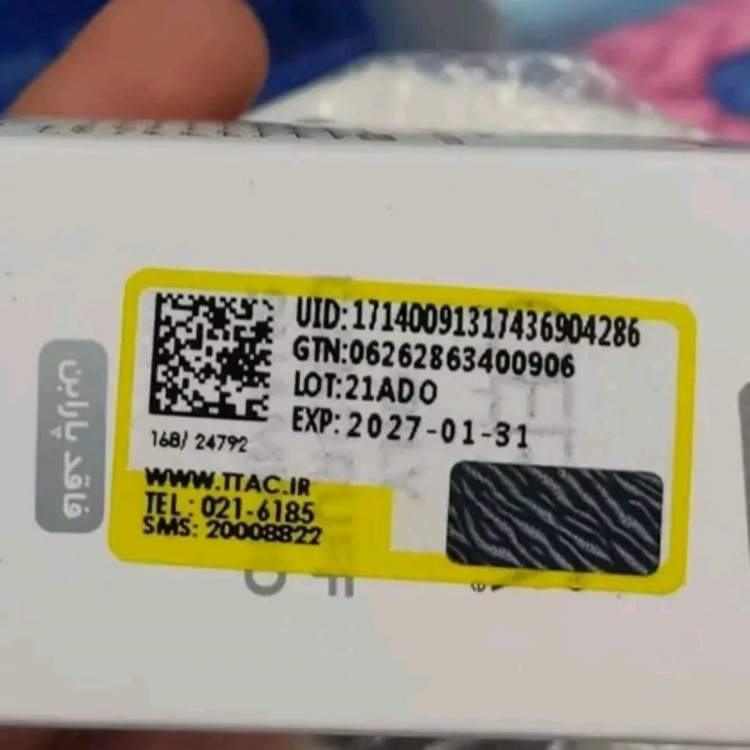 UID:17140091317436904286
GTN:06262863400906
LOT:21ADO
EXP: 2027-01-31
168/ 24792
WWW.TTAC.IR
TEL: 021-6185
SMS: 20008822
فاقد پارابن